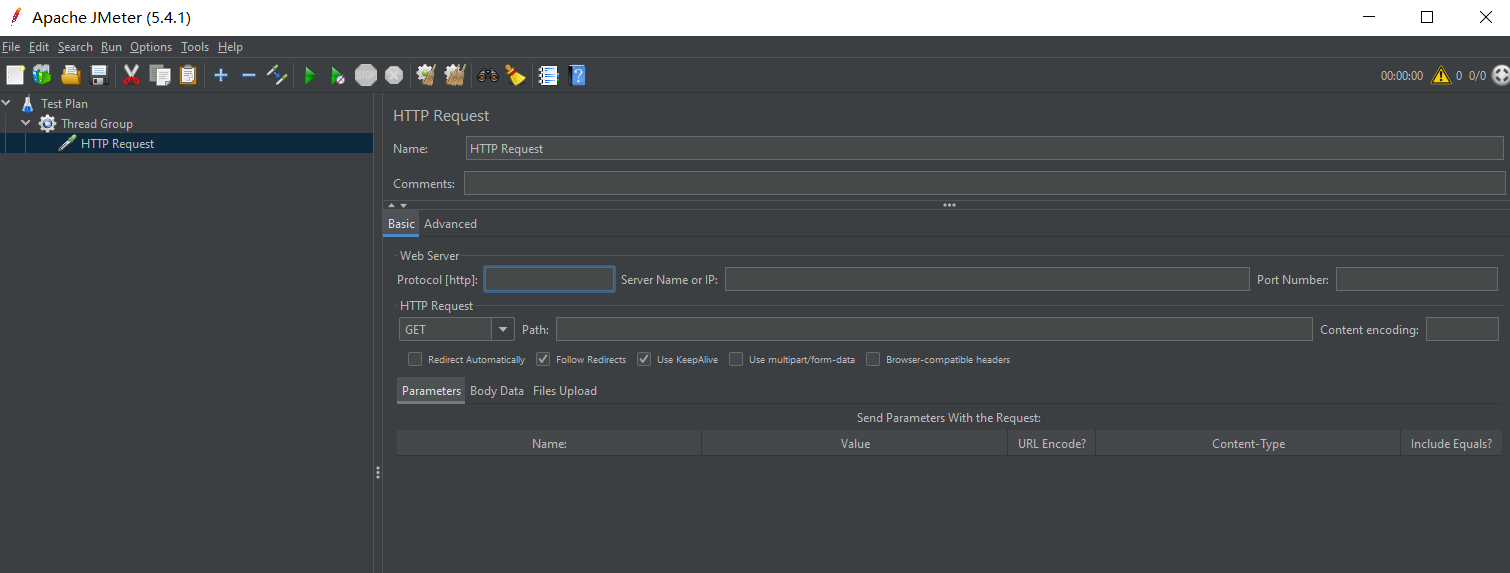 Apache JMeter (5.4.1)
File Edit Search Run Options Tools Help
00:00:00 0 0/0
Test Plan
Thread Group
HTTP Request
HTTP Request
Name: HTTP Request
Comments:
Basic Advanced
Web Server
Protocol [http]: Server Name or IP: Port Number:
HTTP Request
GET Path: Content encoding:
Redirect Automatically Follow Redirects Use KeepAlive Use multipart/form-data Browser-compatible headers
Parameters Body Data Files Upload
Send Parameters With the Request:
Name: Value URL Encode? Content-Type Include Equals?